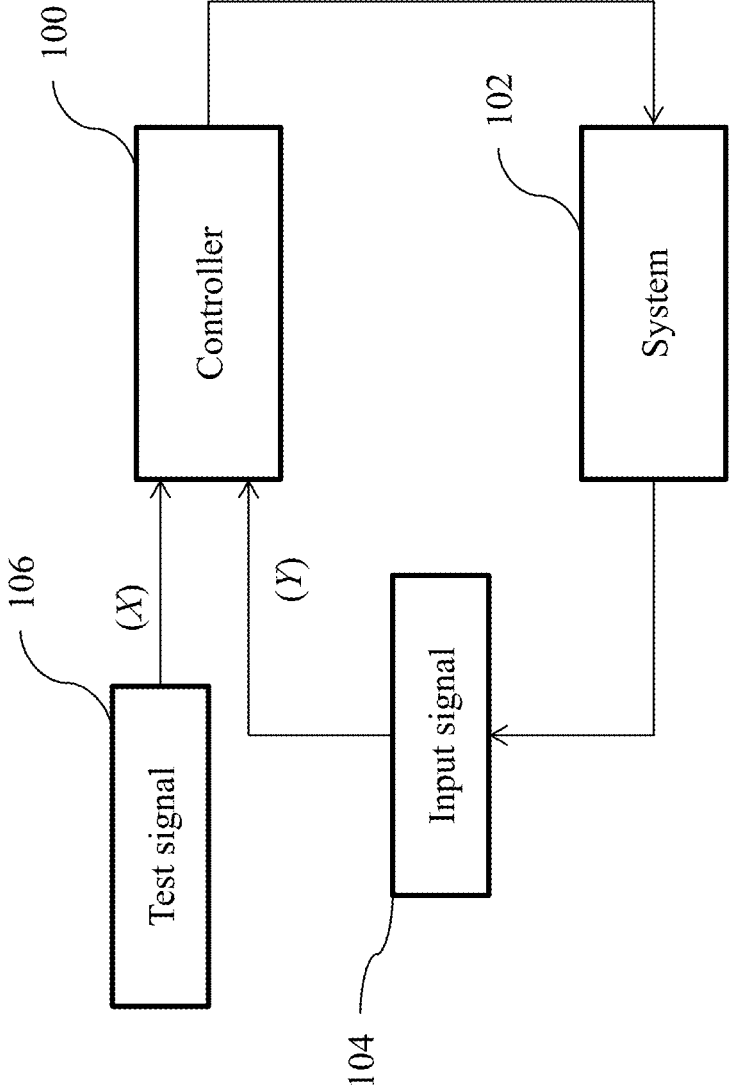 100
Controller
102
System
106
(X)
(Y)
Test signal
Input signal
104